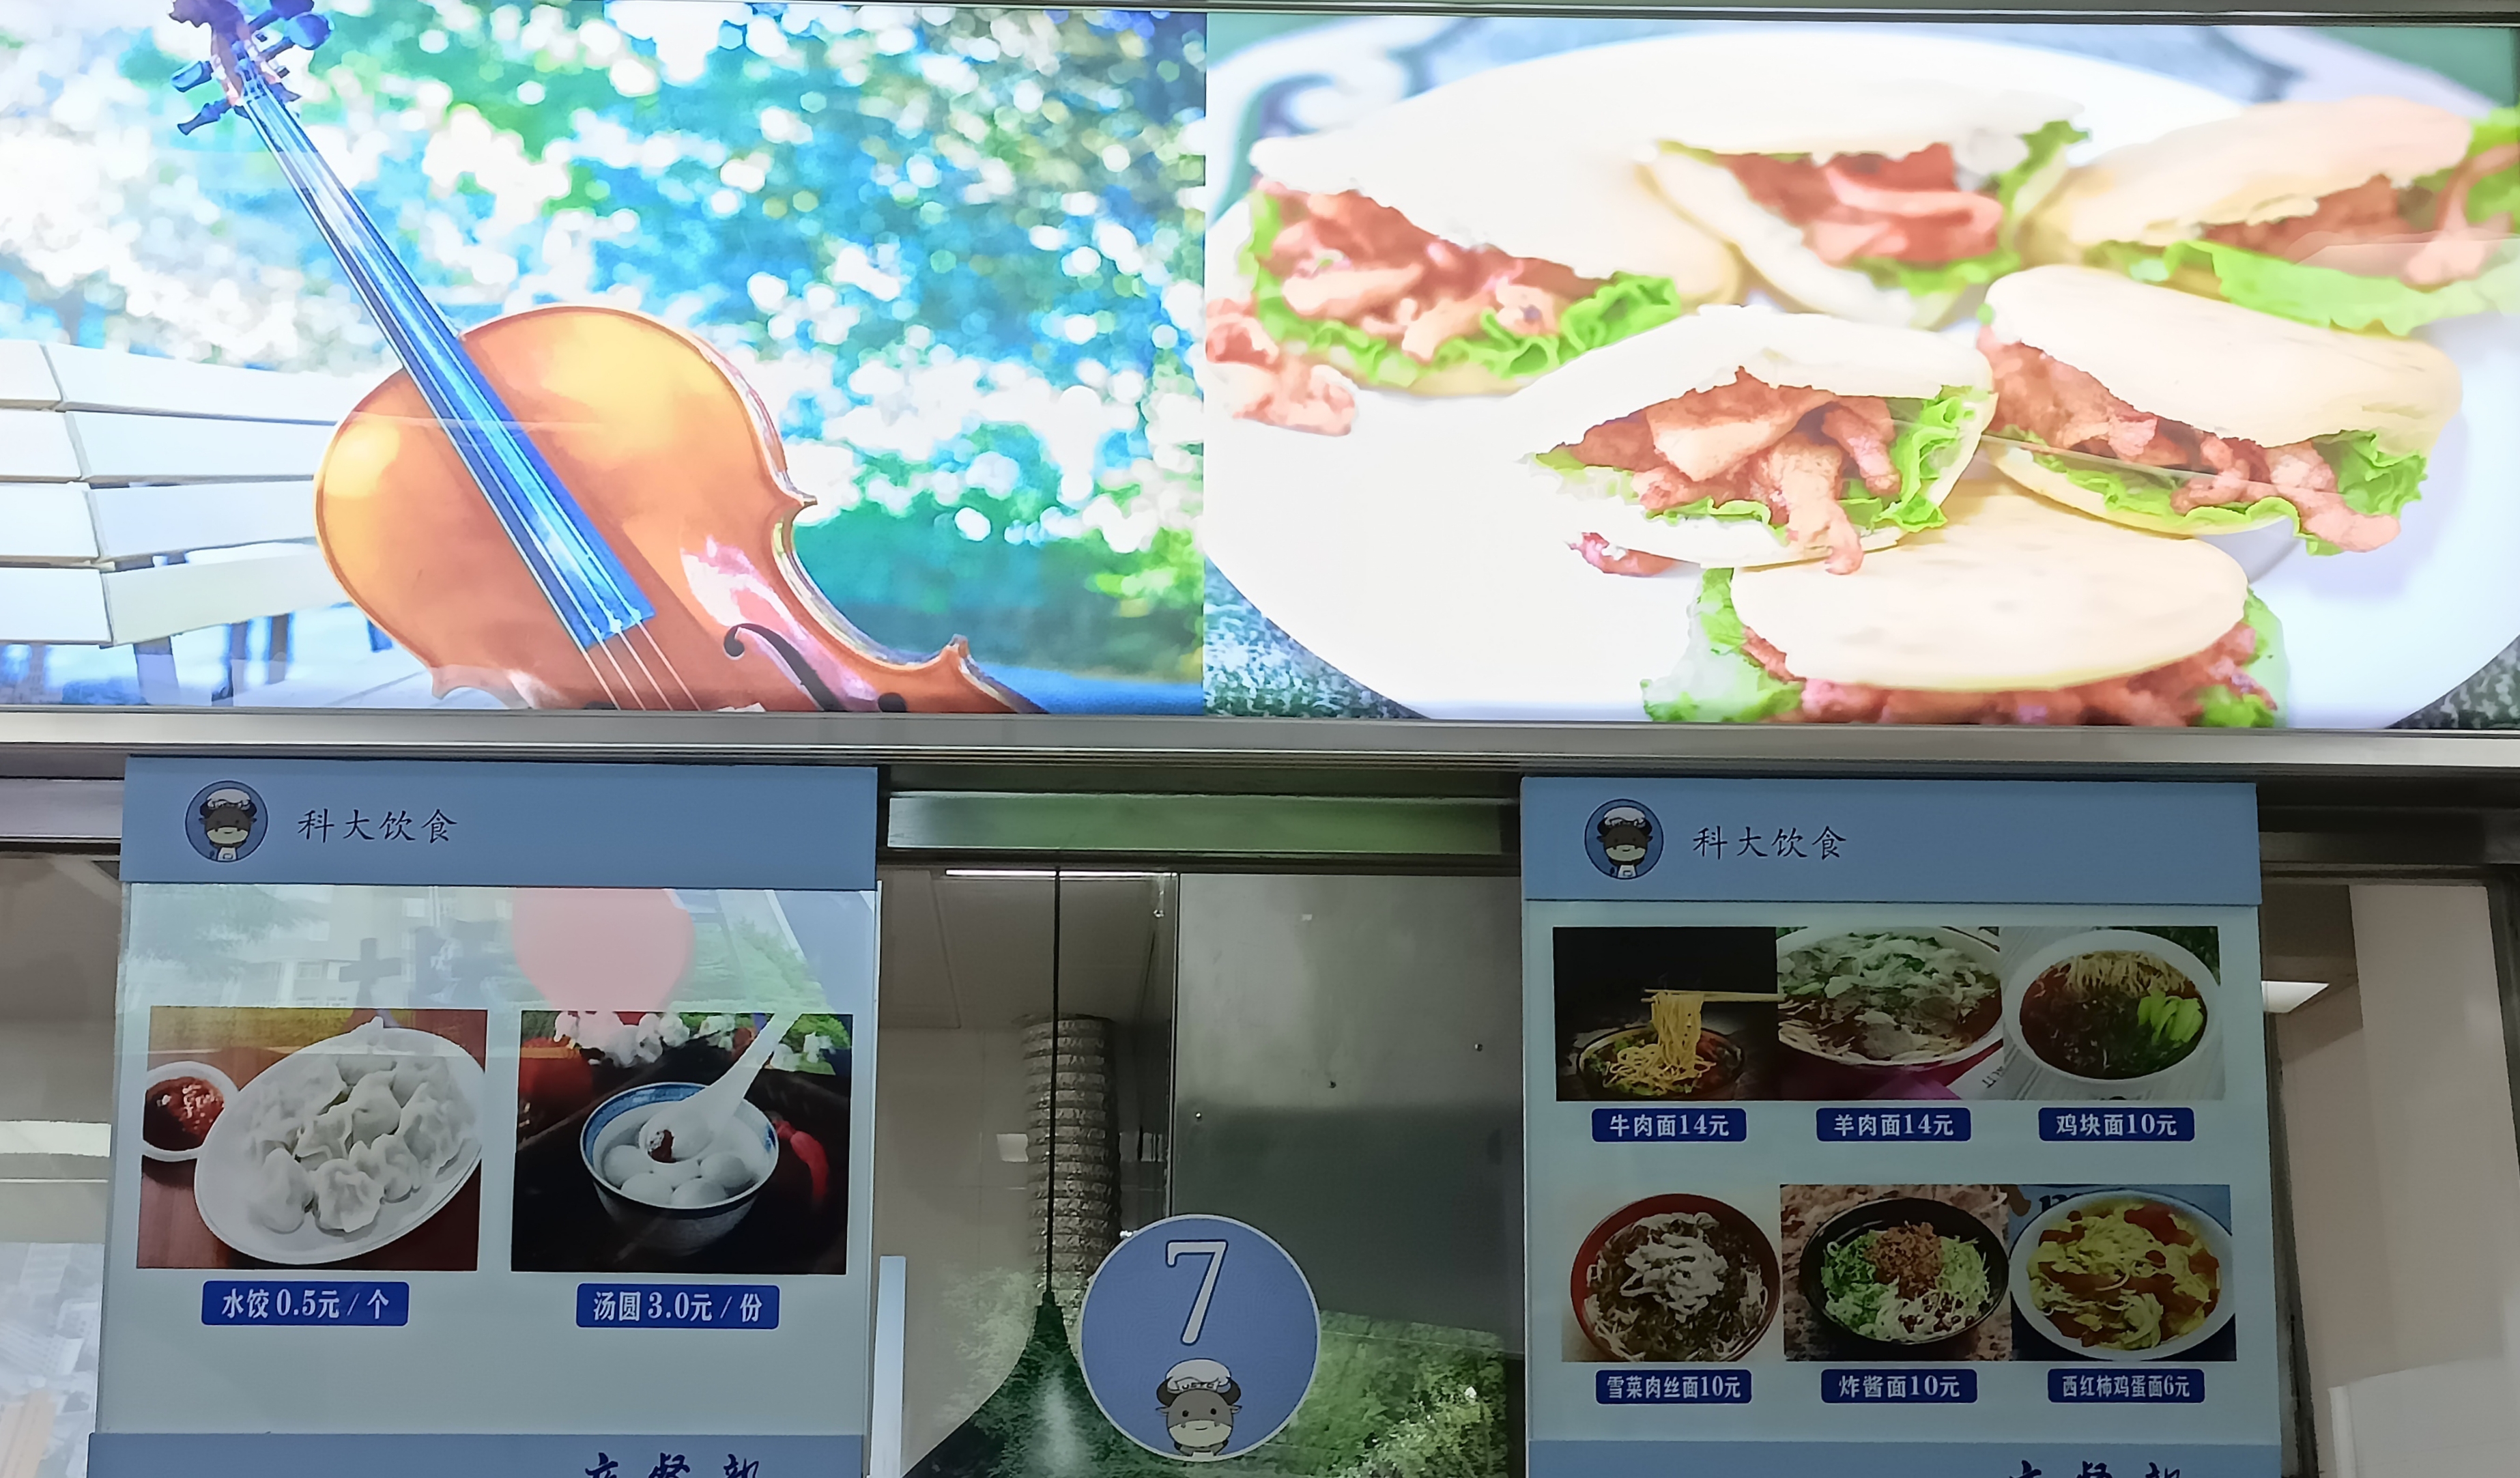 科大饮食
水饺0.5元/个
汤圆3.0元/份
7
USTC
科大饮食
牛肉面14元
羊肉面14元
鸡块面10元
雪菜肉丝面10元
炸酱面10元
西红柿鸡蛋面6元